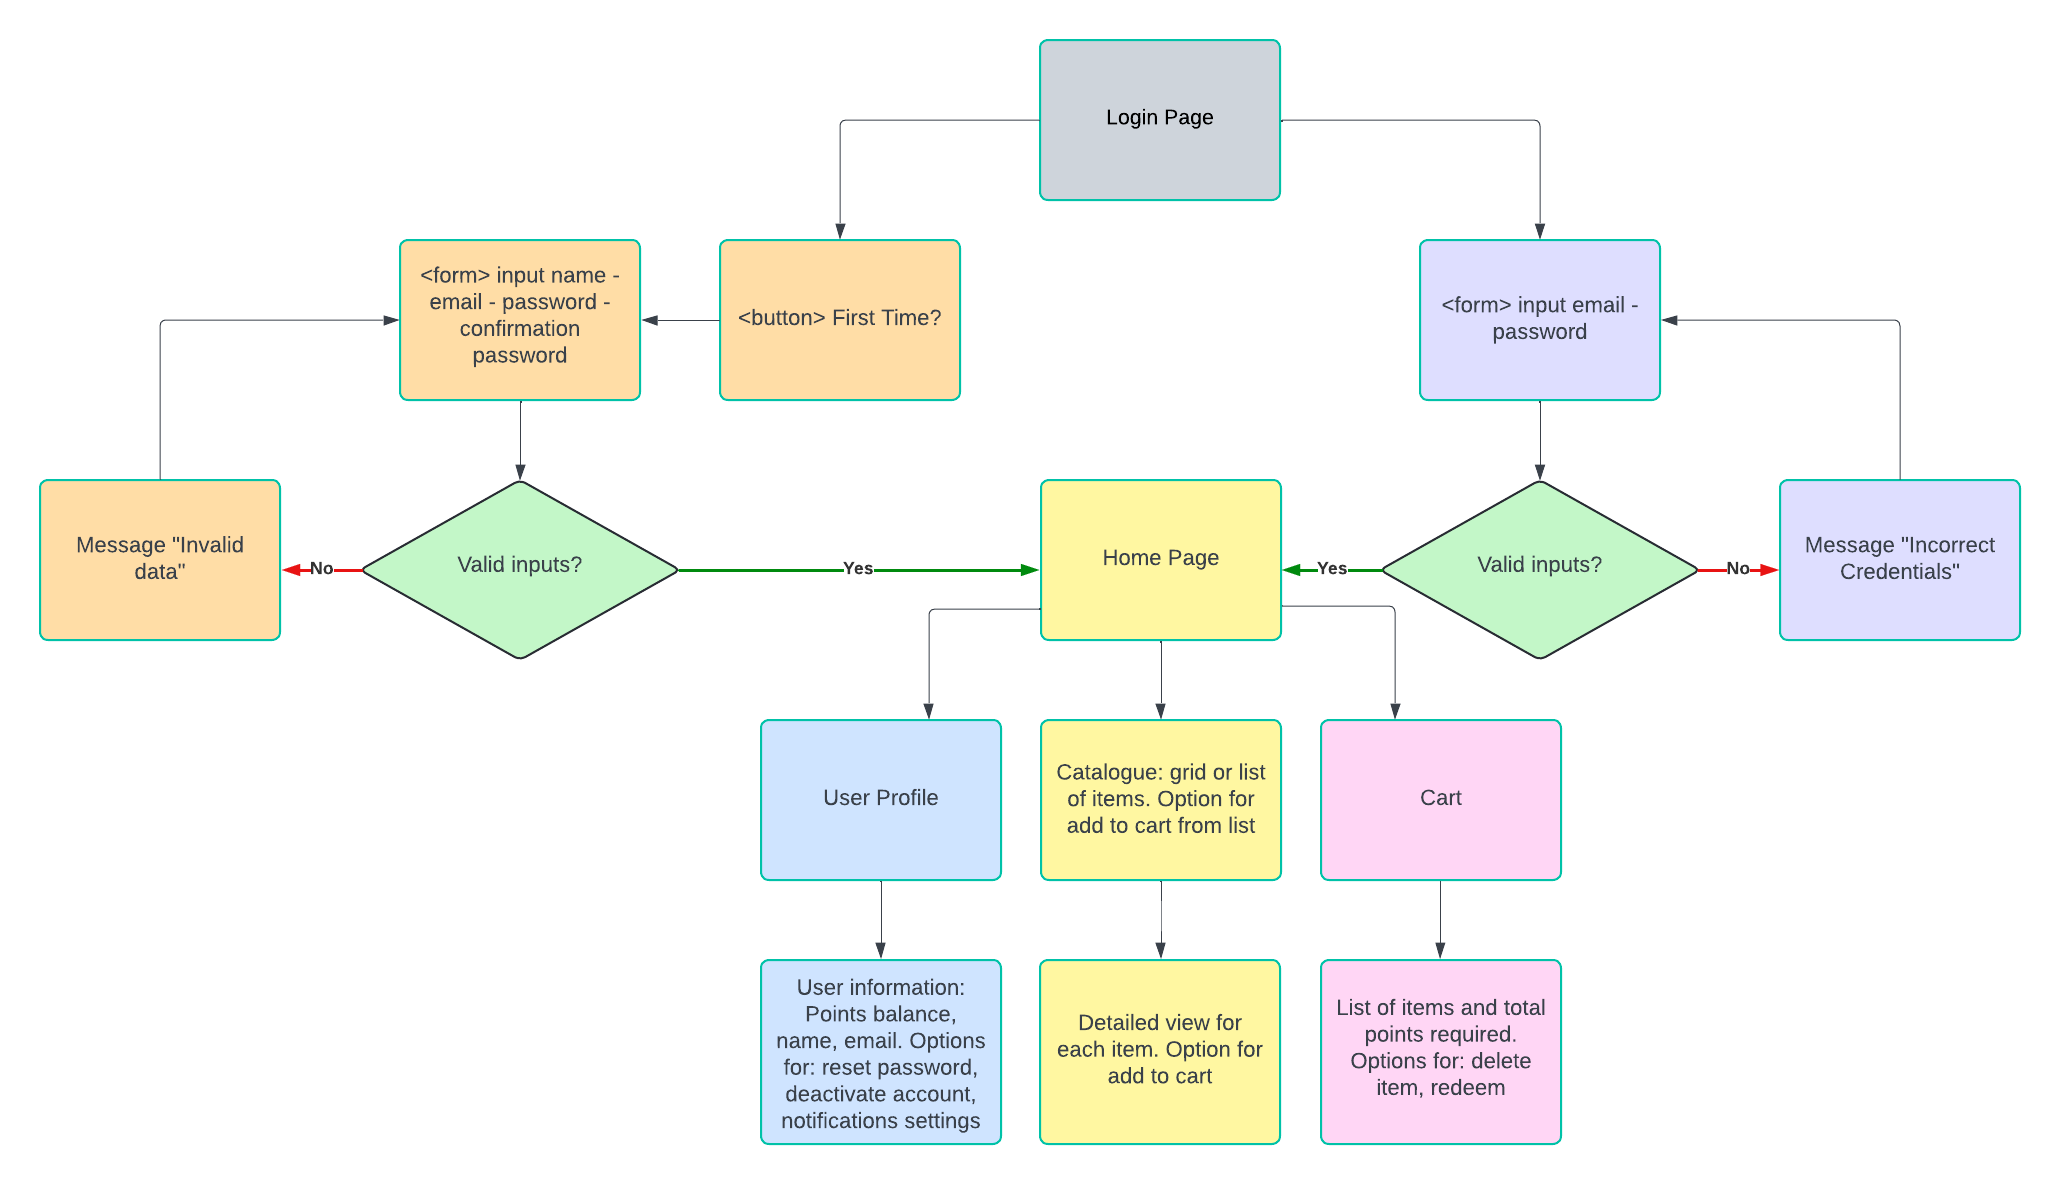 Login Page
<form> input name -
email - password -
confirmation
password
<button> First Time?
<form> input email -
password
Message "Invalid
data"
No
Valid inputs?
Yes
Home Page
Yes
Valid inputs?
No
Message "Incorrect
Credentials"
User Profile
Catalogue: grid or list
of items. Option for
add to cart from list
Cart
User information:
Points balance,
name, email. Options
for: reset password,
deactivate account,
notifications settings
Detailed view for
each item. Option for
add to cart
List of items and total
points required.
Options for: delete
item, redeem